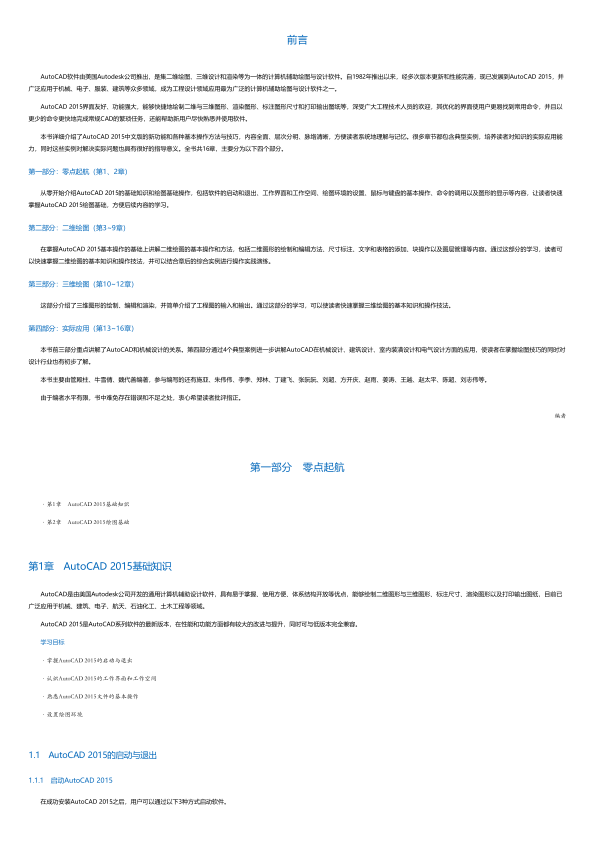 前言
AutoCAD软件由美国Autodesk公司推出，是集二维绘图、三维设计和渲染等为一体的计算机辅助绘图与设计软件。自1982年推出以来，经多次版本更新和性能完善，现已发展到AutoCAD 2015，并
广泛应用于机械、电子、服装、建筑等众多领域，成为工程设计领域应用最为广泛的计算机辅助绘图与设计软件之一。
AutoCAD 2015界面友好，功能强大，能够快捷地绘制二维与三维图形、渲染图形、标注图形尺寸和打印输出图纸等，深受广大工程技术人员的欢迎，其优化的界面使用户更易找到常用命令，并且以
更少的命令更快地完成常规CAD的繁琐任务，还能帮助新用户尽快熟悉并使用软件。
本书详细介绍了AutoCAD 2015中文版的新功能和各种基本操作方法与技巧，内容全面，层次分明，脉络清晰，方便读者系统地理解与记忆。很多章节都包含典型实例，培养读者对知识的实际应用能
力，同时这些实例对解决实际问题也具有很好的指导意义。全书共16章，主要分为以下四个部分。
第一部分：零点起航（第1、2章）
从零开始介绍AutoCAD 2015的基础知识和绘图基础操作，包括软件的启动和退出、工作界面和工作空间、绘图环境的设置、鼠标与键盘的基本操作、命令的调用以及图形的显示等内容，让读者快速
掌握AutoCAD 2015绘图基础，方便后续内容的学习。
第二部分：二维绘图（第3~9章）
在掌握AutoCAD 2015基本操作的基础上讲解二维绘图的基本操作和方法，包括二维图形的绘制和编辑方法、尺寸标注、文字和表格的添加、块操作以及图层管理等内容。通过这部分的学习，读者可
以快速掌握二维绘图的基本知识和操作技法，并可以结合章后的综合实例进行操作实践演练。
第三部分：三维绘图（第10~12章）
这部分介绍了三维图形的绘制、编辑和渲染，并简单介绍了工程图的输入和输出。通过这部分的学习，可以使读者快速掌握三维绘图的基本知识和操作技法。
第四部分：实际应用（第13~16章）
本书前三部分重点讲解了AutoCAD和机械设计的关系。第四部分通过4个典型案例进一步讲解AutoCAD在机械设计、建筑设计、室内装潢设计和电气设计方面的应用，使读者在掌握绘图技巧的同时对
设计行业也有初步了解。
本书主要由管殿柱、牛雪倩、魏代善编著，参与编写的还有施亚、朱伟伟、李季、郑林、丁建飞、张阮阮、刘超、方开庆、赵雨、姜涛、王越、赵太平、陈超、刘志伟等。
由于编者水平有限，书中难免存在错误和不足之处，衷心希望读者批评指正。
编者
第一部分 零点起航
· 第1章 AutoCAD 2015基础知识
· 第2章 AutoCAD 2015绘图基础
第1章 AutoCAD 2015基础知识
AutoCAD是由美国Autodesk公司开发的通用计算机辅助设计软件，具有易于掌握、使用方便、体系结构开放等优点，能够绘制二维图形与三维图形、标注尺寸、渲染图形以及打印输出图纸，目前已
广泛应用于机械、建筑、电子、航天、石油化工、土木工程等领域。
AutoCAD 2015是AutoCAD系列软件的最新版本，在性能和功能方面都有较大的改进与提升，同时可与低版本完全兼容。
学习目标
· 掌握AutoCAD 2015的启动与退出
· 认识AutoCAD 2015的工作界面和工作空间
· 熟悉AutoCAD 2015文件的基本操作
· 设置绘图环境
1.1 AutoCAD 2015的启动与退出
1.1.1 启动AutoCAD 2015
在成功安装AutoCAD 2015之后，用户可以通过以下3种方式启动软件。